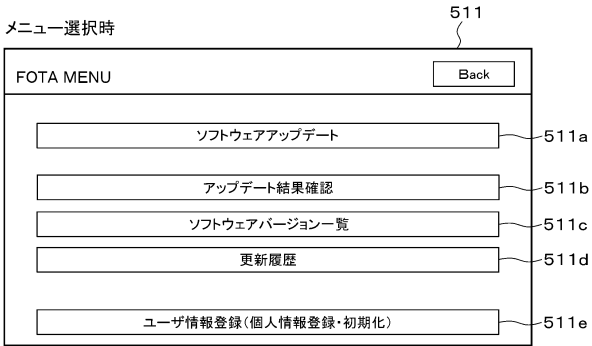 メニュー選択時
511
FOTA MENU
Back
ソフトウェアアップデート
511a
アップデート結果確認
511b
ソフトウェアバージョン一覧
511c
更新履歴
511d
ユーザ情報登録（個人情報登録・初期化）
511e